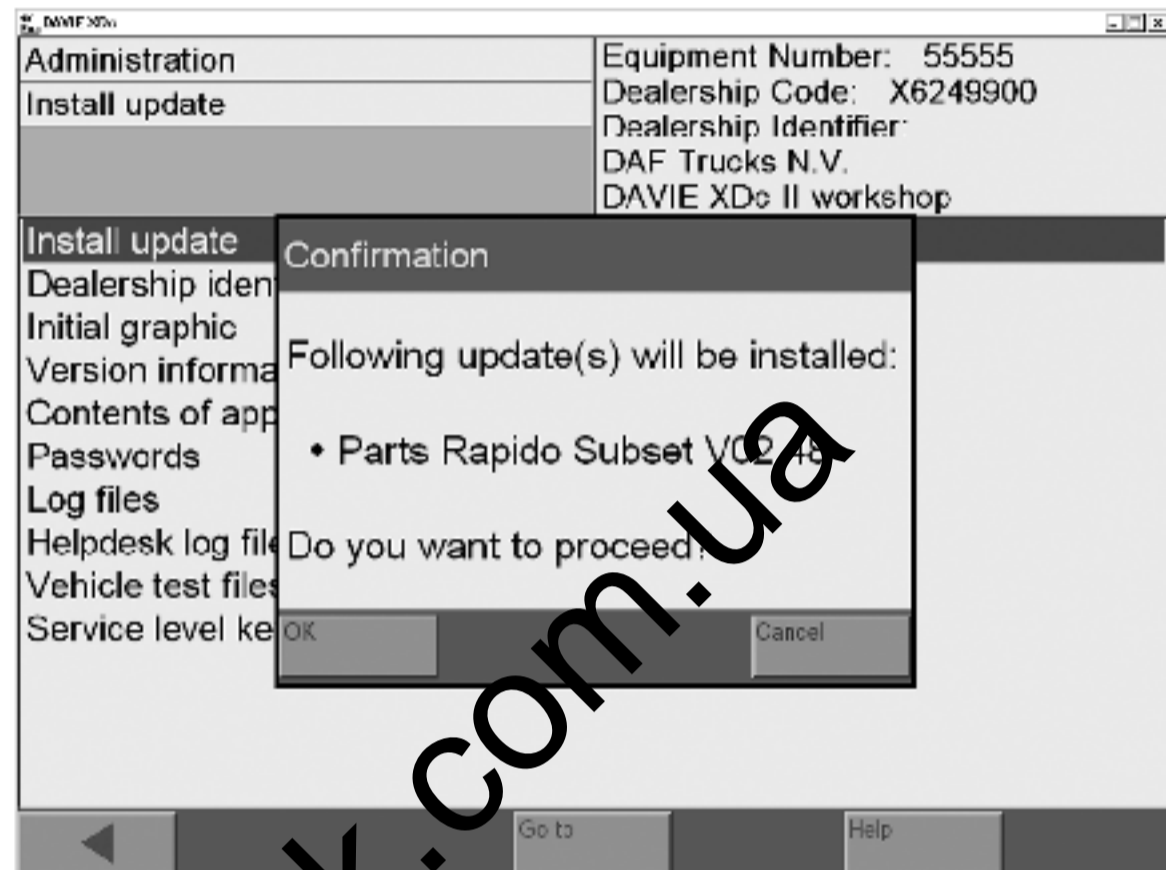 DAVIE XDc
Administration
Install update
Equipment Number: 55555
Dealership Code: X6249900
Dealership Identifier:
DAF Trucks N.V.
DAVIE XDc II workshop
Install update
Dealership iden
Initial graphic
Version informa
Contents of app
Passwords
Log files
Helpdesk log file
Vehicle test files
Service level ke
Confirmation
Following update(s) will be installed:
• Parts Rapido Subset V02.48
Do you want to proceed?
OK
Cancel
Go to
Help
k.com.ua